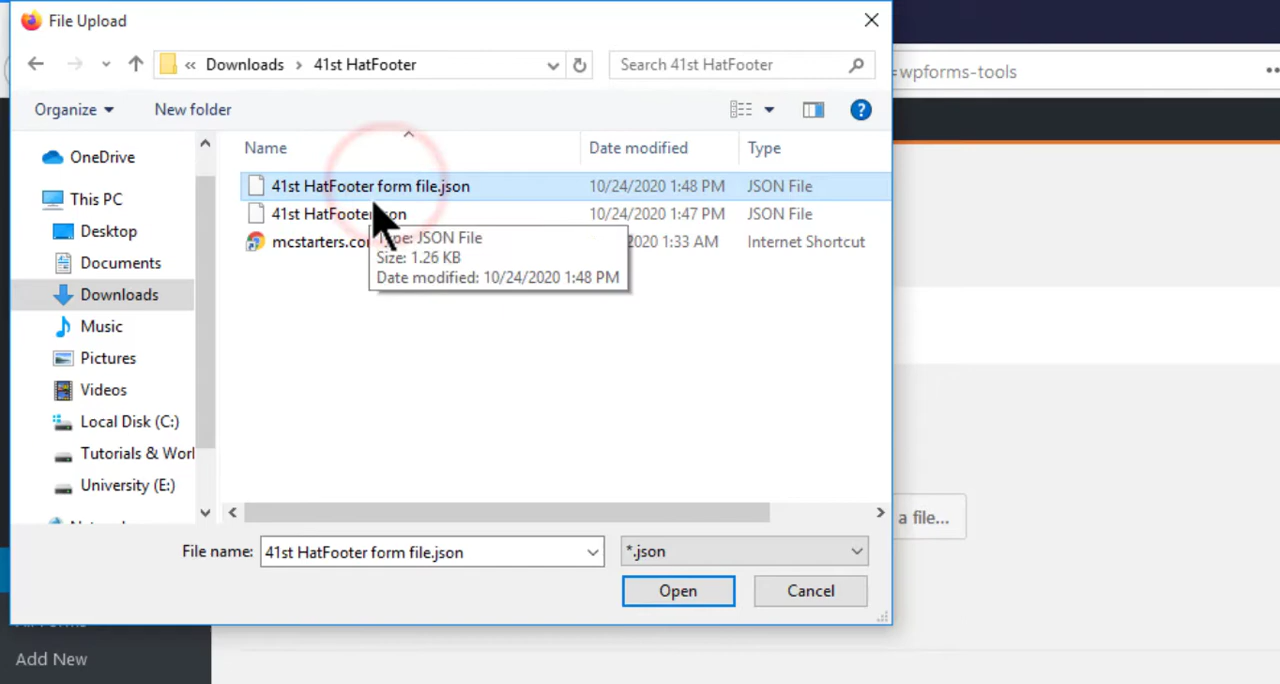 File Upload
« Downloads › 41st HatFooter
Search 41st HatFooter
=wpforms-tools
Organize
New folder
?
Name
Date modified
Type
OneDrive
This PC
Desktop
Documents
Downloads
Music
Pictures
Videos
Local Disk (C:)
Tutorials & Worl
University (E:)
41st HatFooter form file.json
10/24/2020 1:48 PM
JSON File
41st HatFooter
10/24/2020 1:47 PM
JSON File
mcstarters.co
2020 1:33 AM
Internet Shortcut
Type: JSON File
Size: 1.26 KB
Date modified: 10/24/2020 1:48 PM
a file...
File name:
41st HatFooter form file.json
*.json
Open
Cancel
Add New